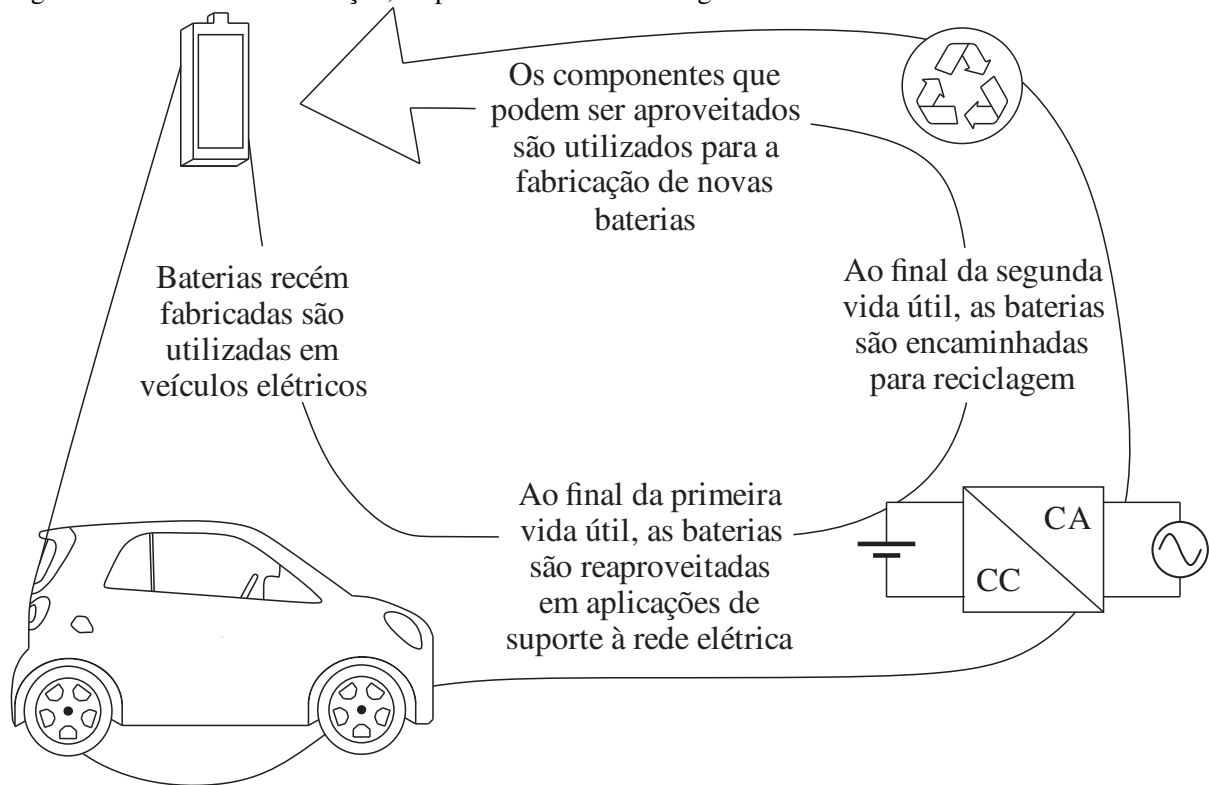 Os componentes que
podem ser aproveitados
são utilizados para a
fabricação de novas
baterias
Baterias recém
fabricadas são
utilizadas em
veículos elétricos
Ao final da segunda
vida útil, as baterias
são encaminhadas
para reciclagem
Ao final da primeira
vida útil, as baterias
são reaproveitadas
em aplicações de
suporte à rede elétrica
CA
CC